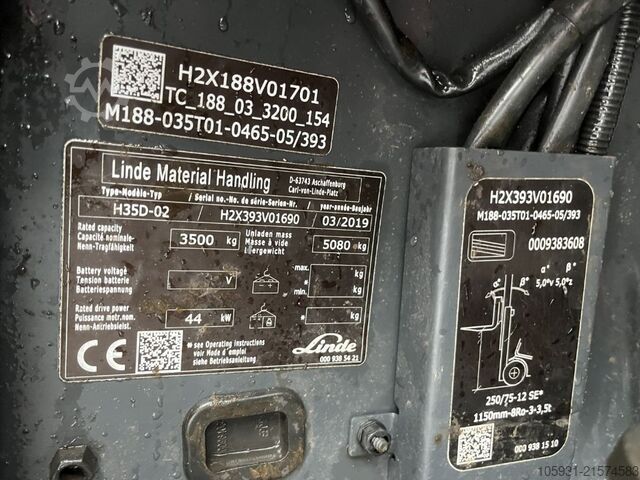 H2X188V01701
TC_188_03_3200_154
M188-035T01-0465-05/393
Linde Material Handling
D-63743 Aschaffenburg
Carl-von-Linde-Platz
Type-Modèle-Typ / Serial no.-No. de série-Serien-Nr. / year-année-Baujahr
H35D-02 / H2X393V01690 / 03/2019
Rated capacity
Capacité nominale
Nenn-Tragfähigkeit
3500 kg
Unladen mass
Masse à vide
Leergewicht
5080 kg
Battery voltage
Tension batterie
Batteriespannung
V
* max. kg
* min. kg
Rated drive power
Puissance motr.nom.
Nenn-Antriebsleist.
44 kW
* kg
CE
* see Operating instructions
voir Mode d'emploi
siehe Betriebsanleitung
Linde
000 938 54 21
H2X393V01690
M188-035T01-0465-05/393
0009383608
α° β° α° β°
5,0°v 5,0°z
250/75-12 SE*
1150mm-8Ro-3-3,5t
000 938 15 10
105931-21574583